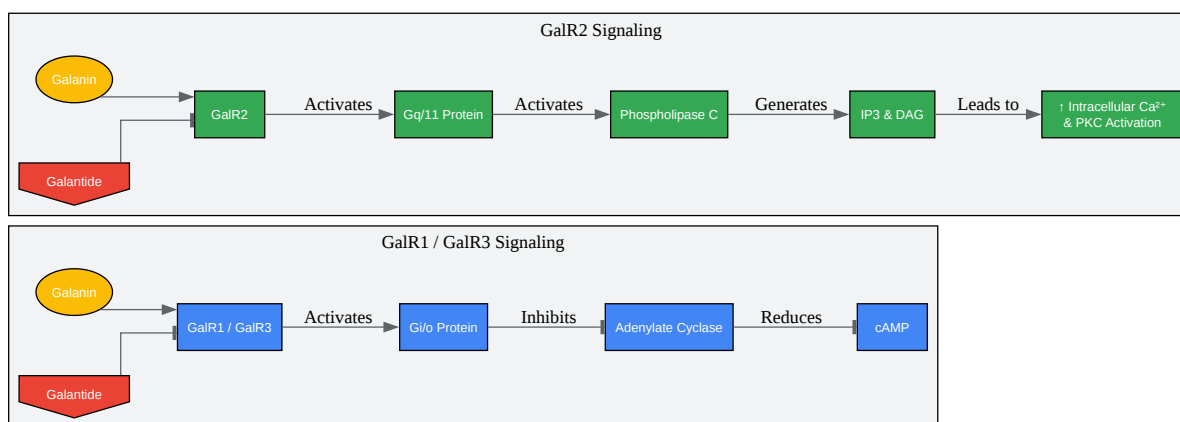 GalR2 Signaling
Galanin
GalR2
Activates
Gq/11 Protein
Activates
Phospholipase C
Generates
IP3 & DAG
Leads to
↑ Intracellular Ca²⁺
& PKC Activation
Galantide
GalR1 / GalR3 Signaling
Galanin
GalR1 / GalR3
Activates
Gi/o Protein
Inhibits
Adenylate Cyclase
Reduces
cAMP
Galantide